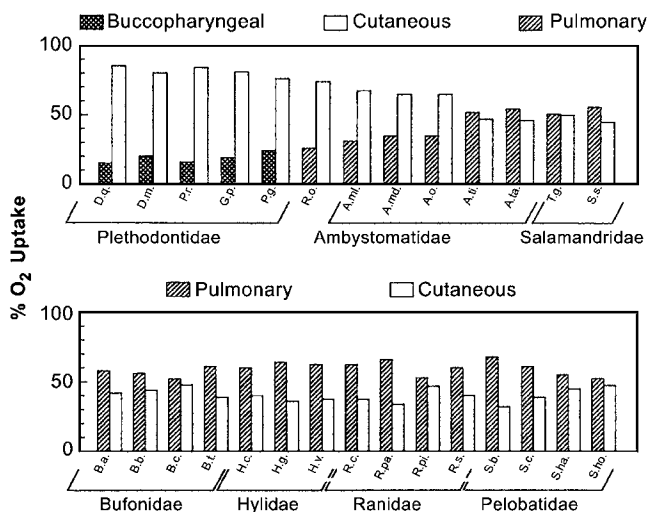 Buccopharyngeal Cutaneous Pulmonary
100
50
0
D.q. D.m. P.r. G.p. P.g. R.o. A.ml. A.md. A.o. A.ti. A.ta. T.g. S.s.
Plethodontidae Ambystomatidae Salamandridae
% O2 Uptake
Pulmonary Cutaneous
100
50
0
B.a. B.b. B.c. B.t. H.c. H.g. H.v. R.c. R.pa. R.pi. R.s. S.b. S.c. S.ha. S.ho.
Bufonidae Hylidae Ranidae Pelobatidae